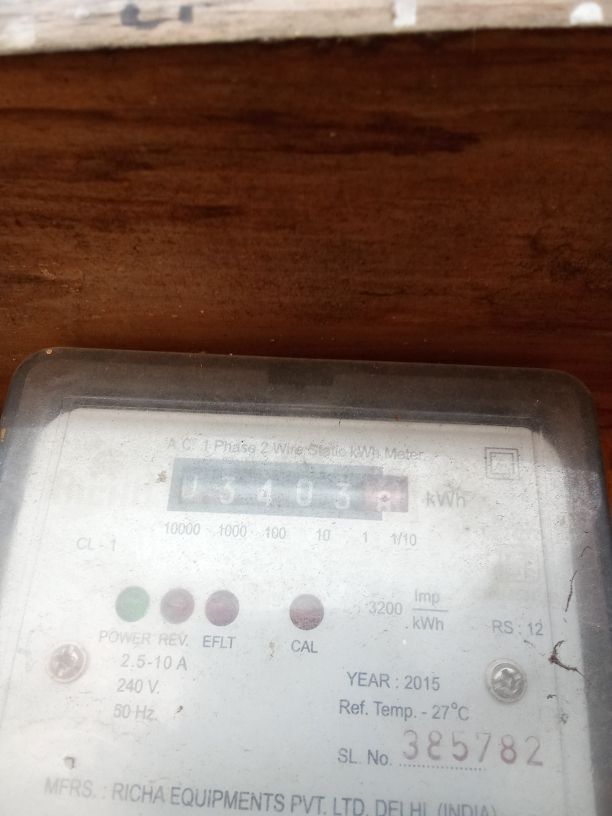 A.C. 1 Phase 2 Wire Static kWh Meter
13403 kWh
10000 1000 100 10 1 1/10
CL - 1
3200 Imp/kWh
RS : 12
POWER REV. EFLT CAL
2.5-10 A
240 V.
50 Hz.
YEAR : 2015
Ref. Temp. - 27°C
SL. No. 385782
MFRS. : RICHA EQUIPMENTS PVT. LTD. DELHI (INDIA)